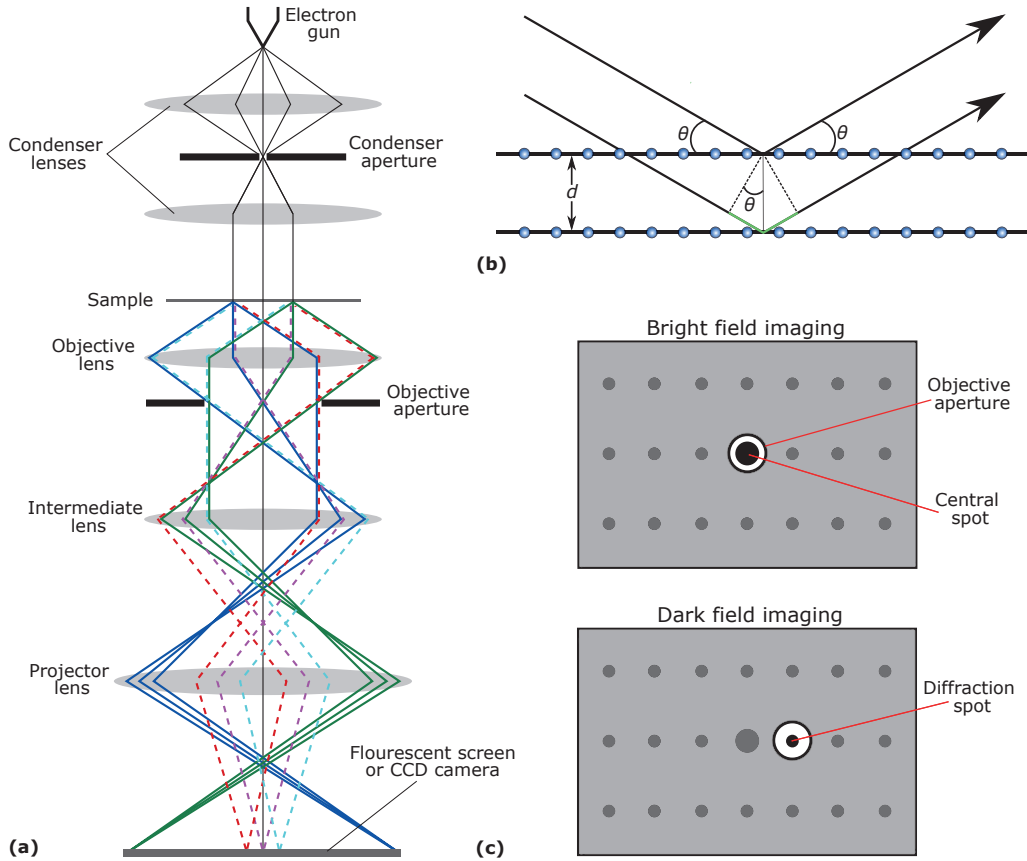 Electron
gun
Condenser
lenses
Condenser
aperture
Sample
Objective
lens
Objective
aperture
Intermediate
lens
Projector
lens
Flourescent screen
or CCD camera
(a)
θ
θ
d
θ
(b)
Bright field imaging
Objective
aperture
Central
spot
Dark field imaging
Diffraction
spot
(c)